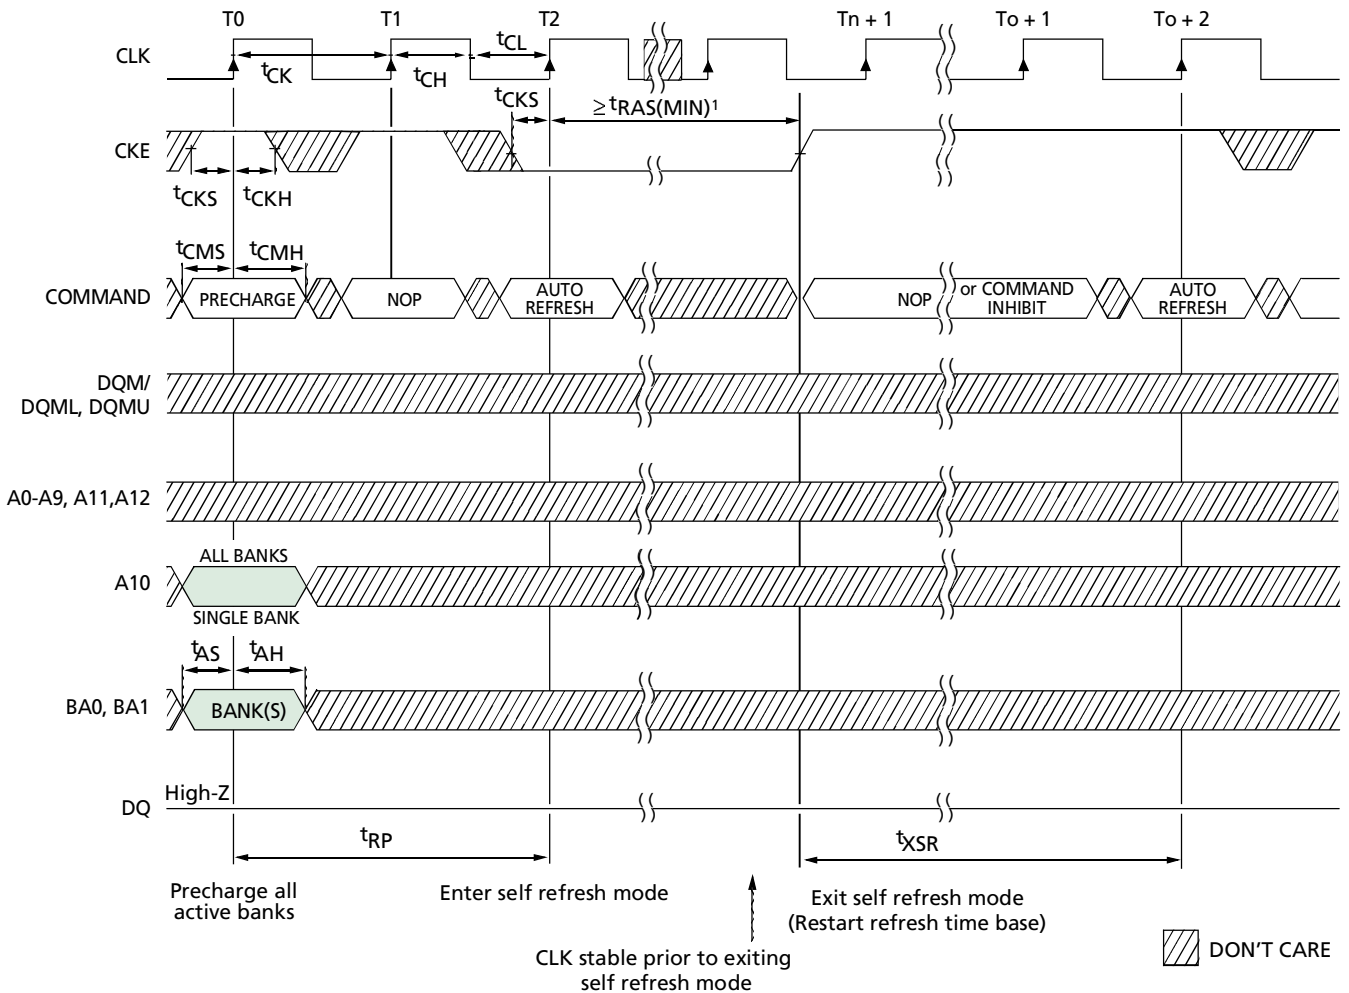 T0 T1 T2 Tn + 1 To + 1 To + 2
CLK
tCK tCH tCL
tCKS ≥ tRAS(MIN)1
CKE
tCKS tCKH
tCMS tCMH
COMMAND PRECHARGE NOP AUTO REFRESH NOP or COMMAND INHIBIT AUTO REFRESH
DQM/
DQML, DQMU
A0-A9, A11,A12
ALL BANKS
A10
SINGLE BANK
tAS tAH
BA0, BA1 BANK(S)
High-Z
DQ
tRP tXSR
Precharge all
active banks
Enter self refresh mode
Exit self refresh mode
(Restart refresh time base)
CLK stable prior to exiting
self refresh mode
DON'T CARE